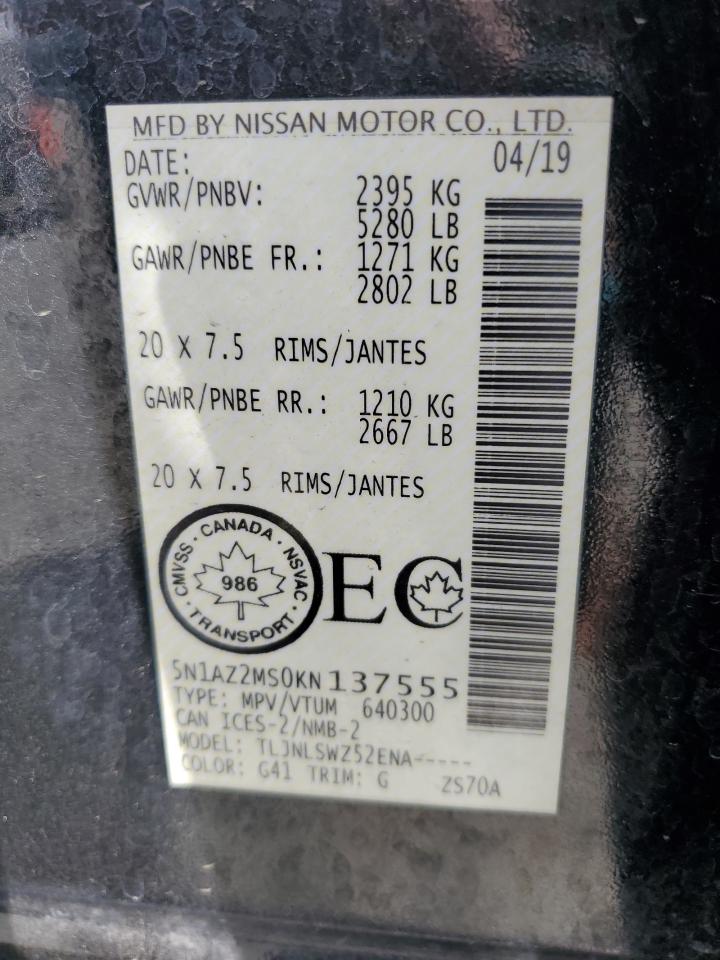 MFD BY NISSAN MOTOR CO., LTD.
DATE: 04/19
GVWR/PNBV: 2395 KG
5280 LB
GAWR/PNBE FR.: 1271 KG
2802 LB
20 X 7.5 RIMS/JANTES
GAWR/PNBE RR.: 1210 KG
2667 LB
20 X 7.5 RIMS/JANTES
CMVSS · CANADA · NSVAC · TRANSPORT ·
986
EC
5N1AZ2MS0KN137555
TYPE: MPV/VTUM 640300
CAN ICES-2/NMB-2
MODEL: TLJNLSWZ52ENA-----
COLOR: G41 TRIM: G ZS70A